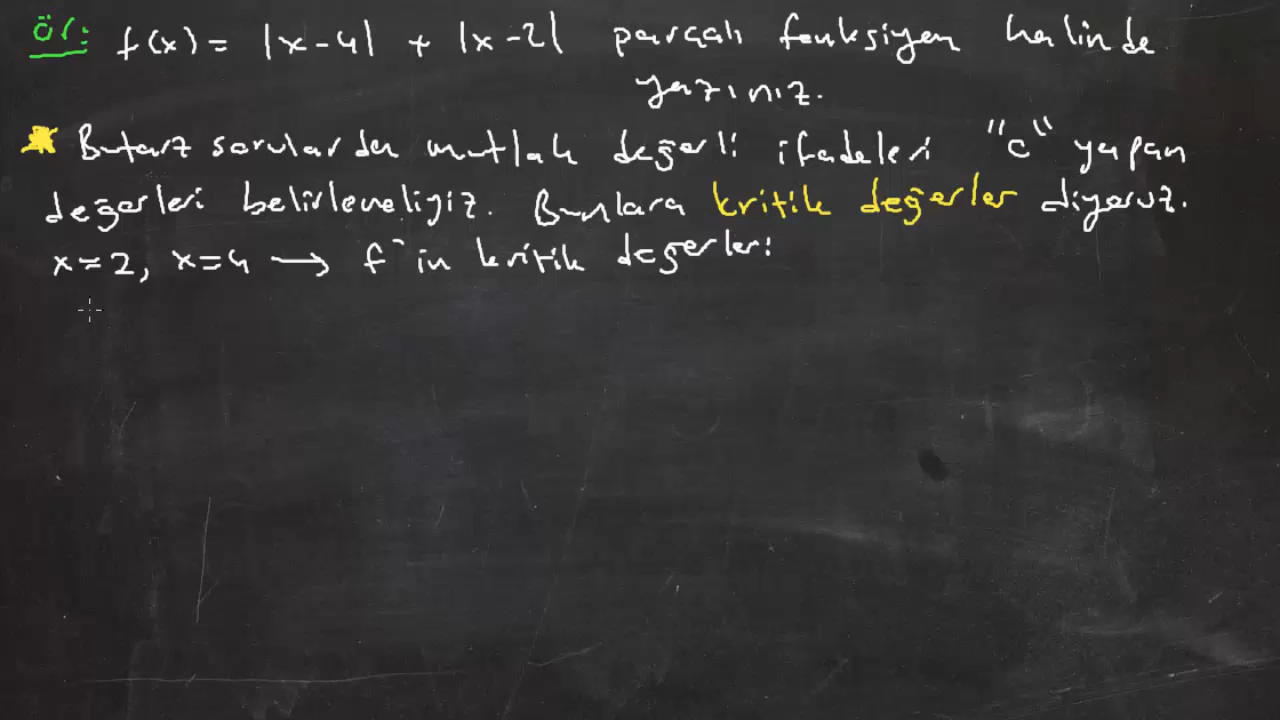 Ör: f(x) = |x-4| + |x-2| parçalı fonksiyon halinde
yazınız.
Bu tarz sorularda mutlak değerli ifadeleri "0" yapan
değerleri belirlemeliyiz. Bunlara kritik değerler diyoruz.
x=2, x=4 → f'in kritik değerleri